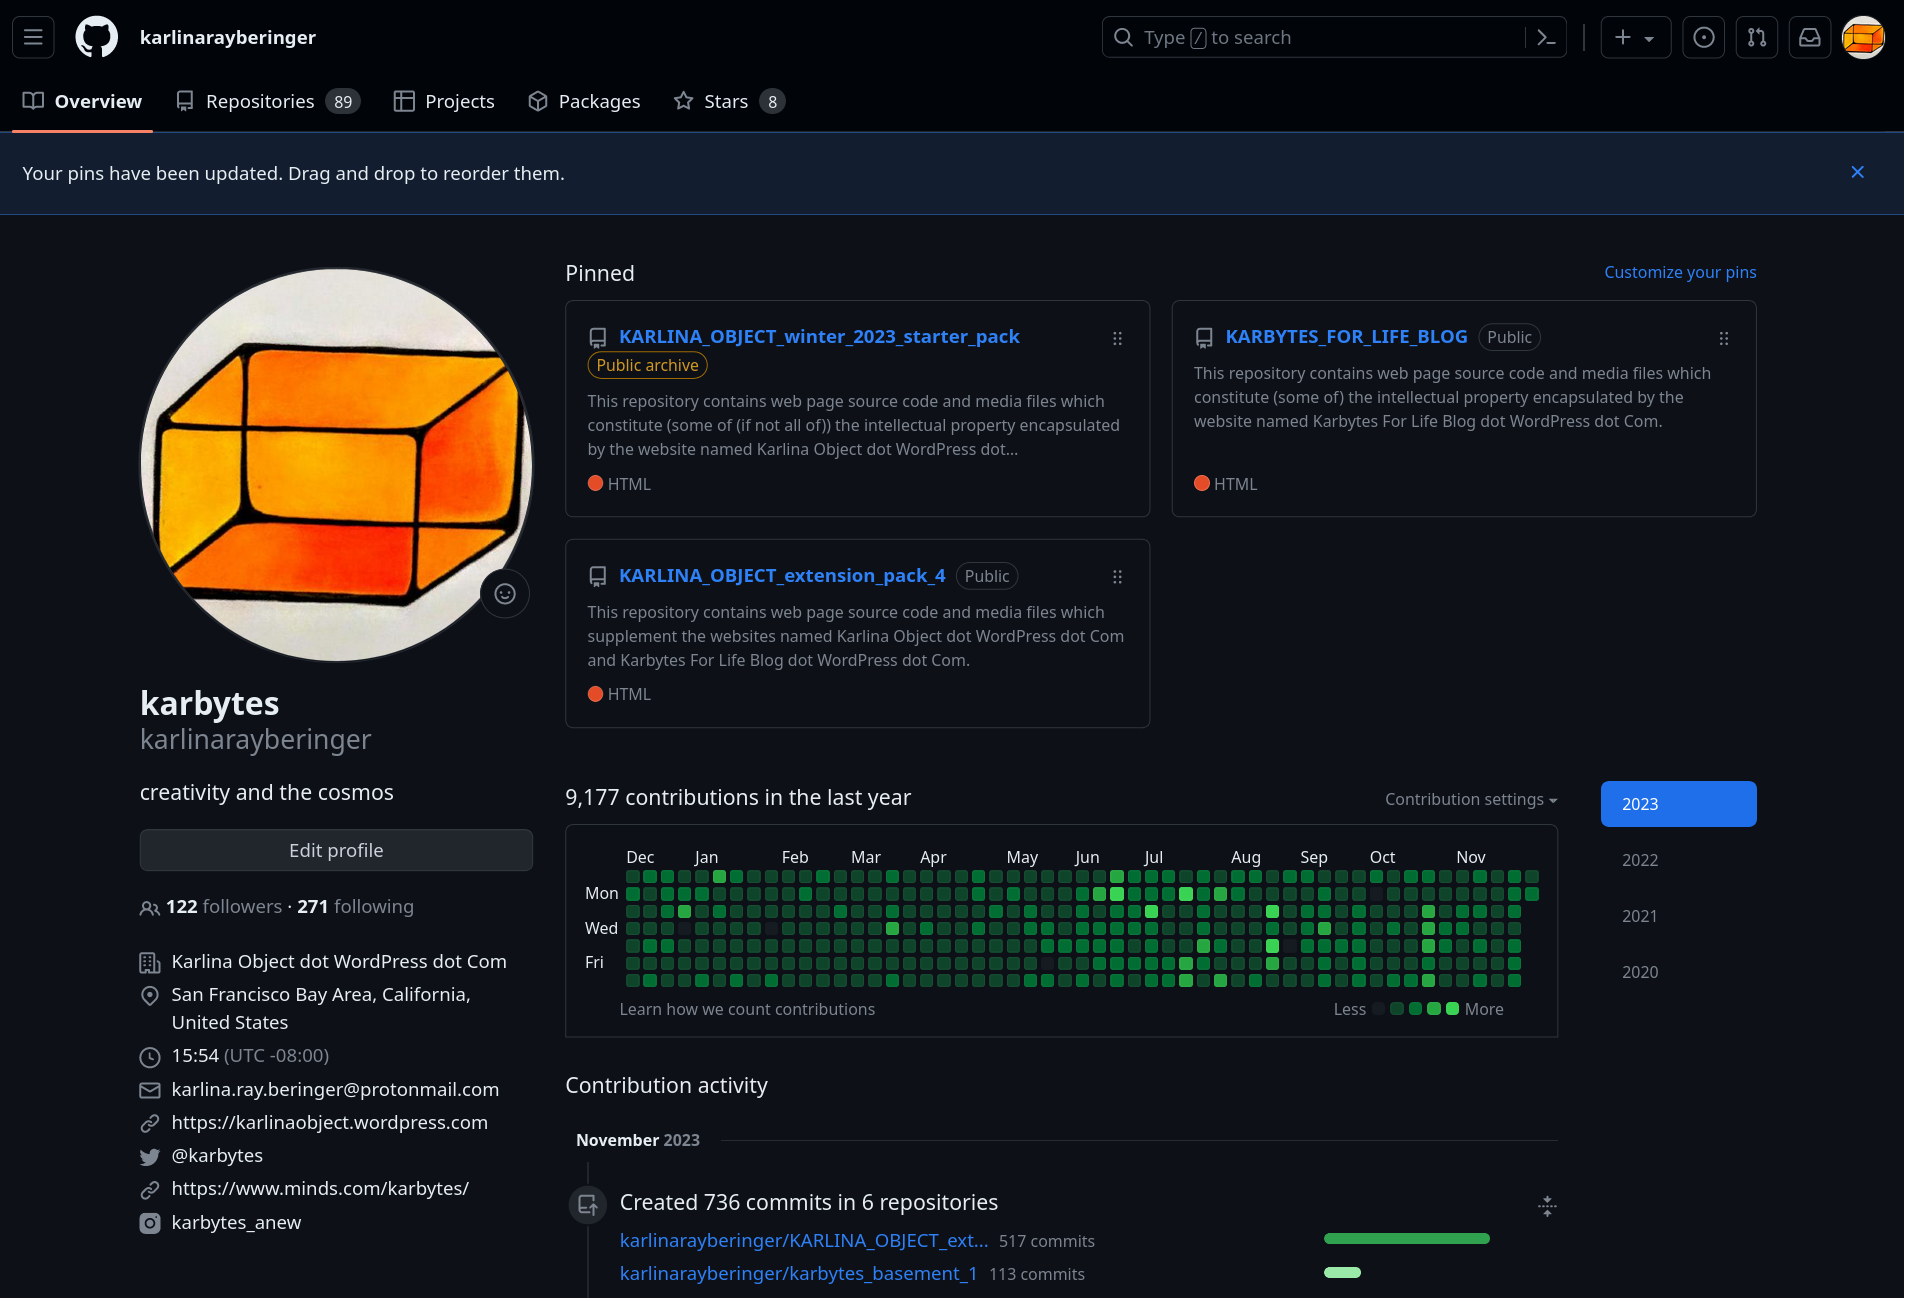 karlinarayberinger
Type / to search
Overview
Repositories 89
Projects
Packages
Stars 8
Your pins have been updated. Drag and drop to reorder them.
Pinned
Customize your pins
KARLINA_OBJECT_winter_2023_starter_pack
Public archive
This repository contains web page source code and media files which
constitute (some of (if not all of)) the intellectual property encapsulated
by the website named Karlina Object dot WordPress dot...
HTML
KARBYTES_FOR_LIFE_BLOG Public
This repository contains web page source code and media files which
constitute (some of) the intellectual property encapsulated by the
website named Karbytes For Life Blog dot WordPress dot Com.
HTML
KARLINA_OBJECT_extension_pack_4 Public
This repository contains web page source code and media files which
supplement the websites named Karlina Object dot WordPress dot Com
and Karbytes For Life Blog dot WordPress dot Com.
HTML
karbytes
karlinarayberinger
creativity and the cosmos
Edit profile
122 followers · 271 following
Karlina Object dot WordPress dot Com
San Francisco Bay Area, California,
United States
15:54 (UTC -08:00)
karlina.ray.beringer@protonmail.com
https://karlinaobject.wordpress.com
@karbytes
https://www.minds.com/karbytes/
karbytes_anew
9,177 contributions in the last year
Contribution settings
2023
2022
2021
2020
Dec Jan Feb Mar Apr May Jun Jul Aug Sep Oct Nov
Mon
Wed
Fri
Learn how we count contributions
Less More
Contribution activity
November 2023
Created 736 commits in 6 repositories
karlinarayberinger/KARLINA_OBJECT_ext... 517 commits
karlinarayberinger/karbytes_basement_1 113 commits